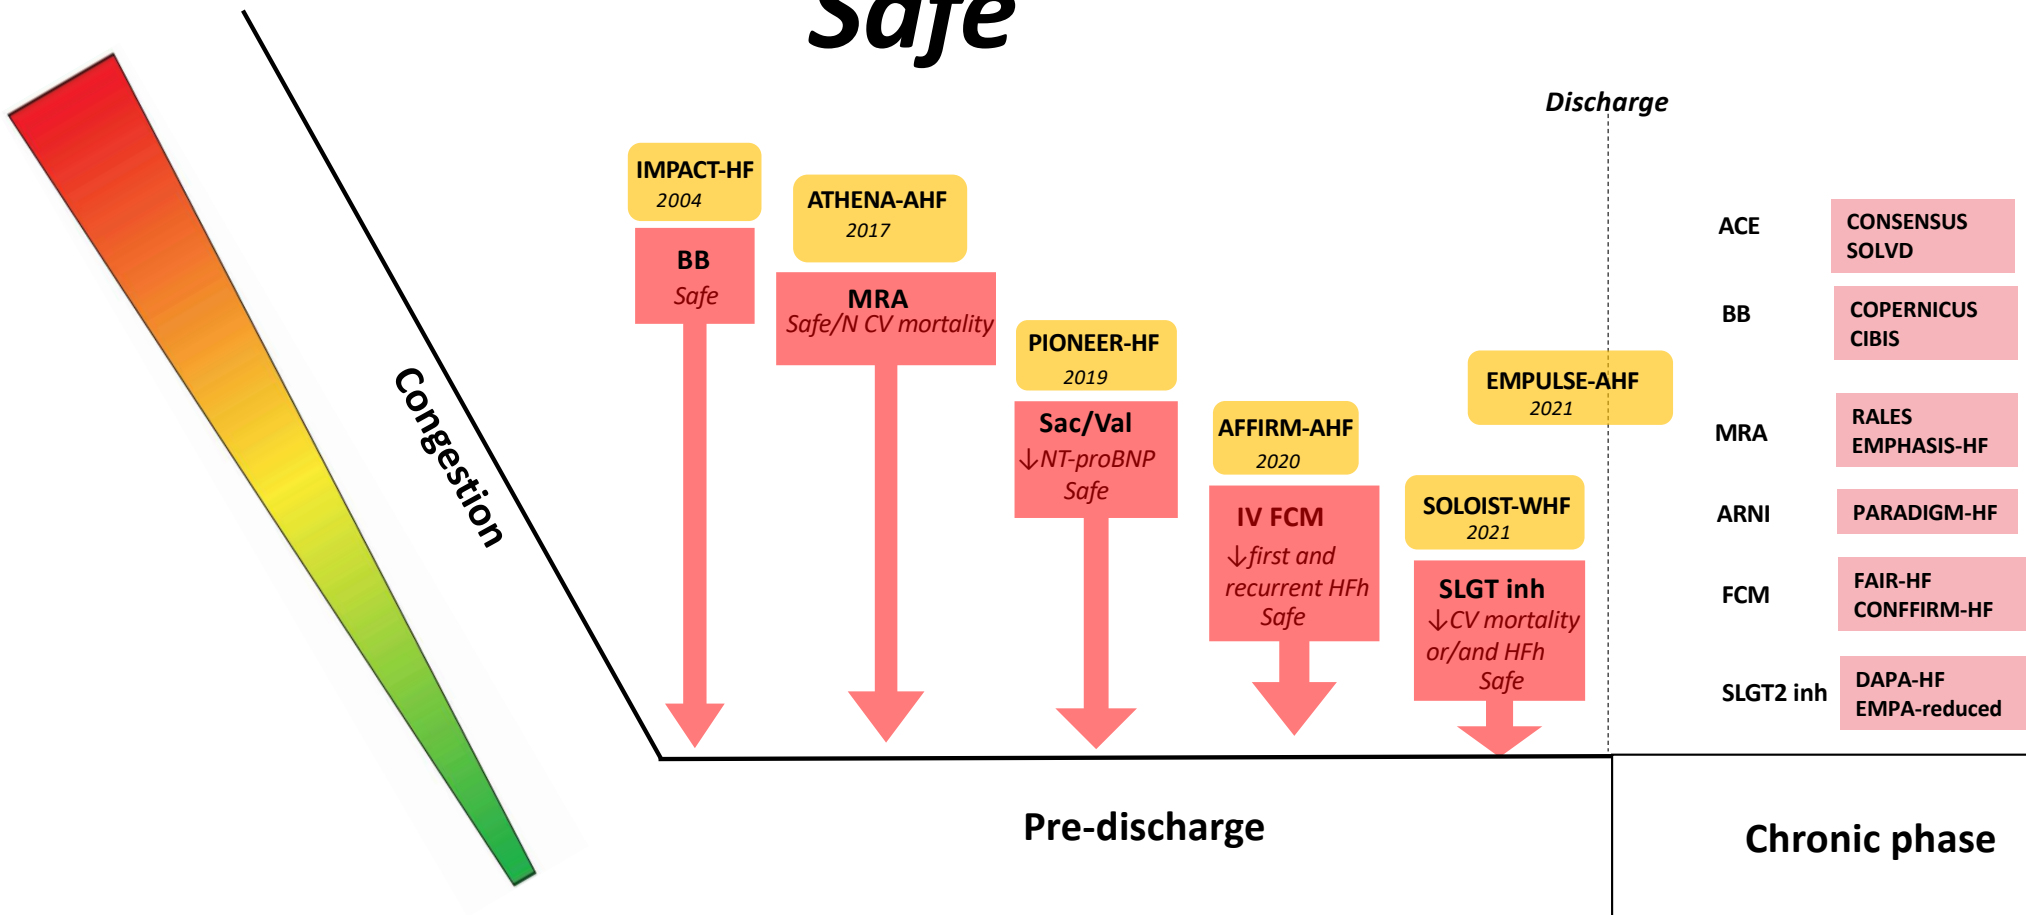 Safe
Discharge
IMPACT-HF
2004
ATHENA-AHF
2017
BB
Safe
MRA
Safe/N CV mortality
PIONEER-HF
2019
Sac/Val
↓NT-proBNP
Safe
AFFIRM-AHF
2020
IV FCM
↓first and
recurrent HFh
Safe
EMPULSE-AHF
2021
SOLOIST-WHF
2021
SLGT inh
↓CV mortality
or/and HFh
Safe
Congestion
ACE
CONSENSUS
SOLVD
BB
COPERNICUS
CIBIS
MRA
RALES
EMPHASIS-HF
ARNI
PARADIGM-HF
FCM
FAIR-HF
CONFFIRM-HF
SLGT2 inh
DAPA-HF
EMPA-reduced
Pre-discharge
Chronic phase